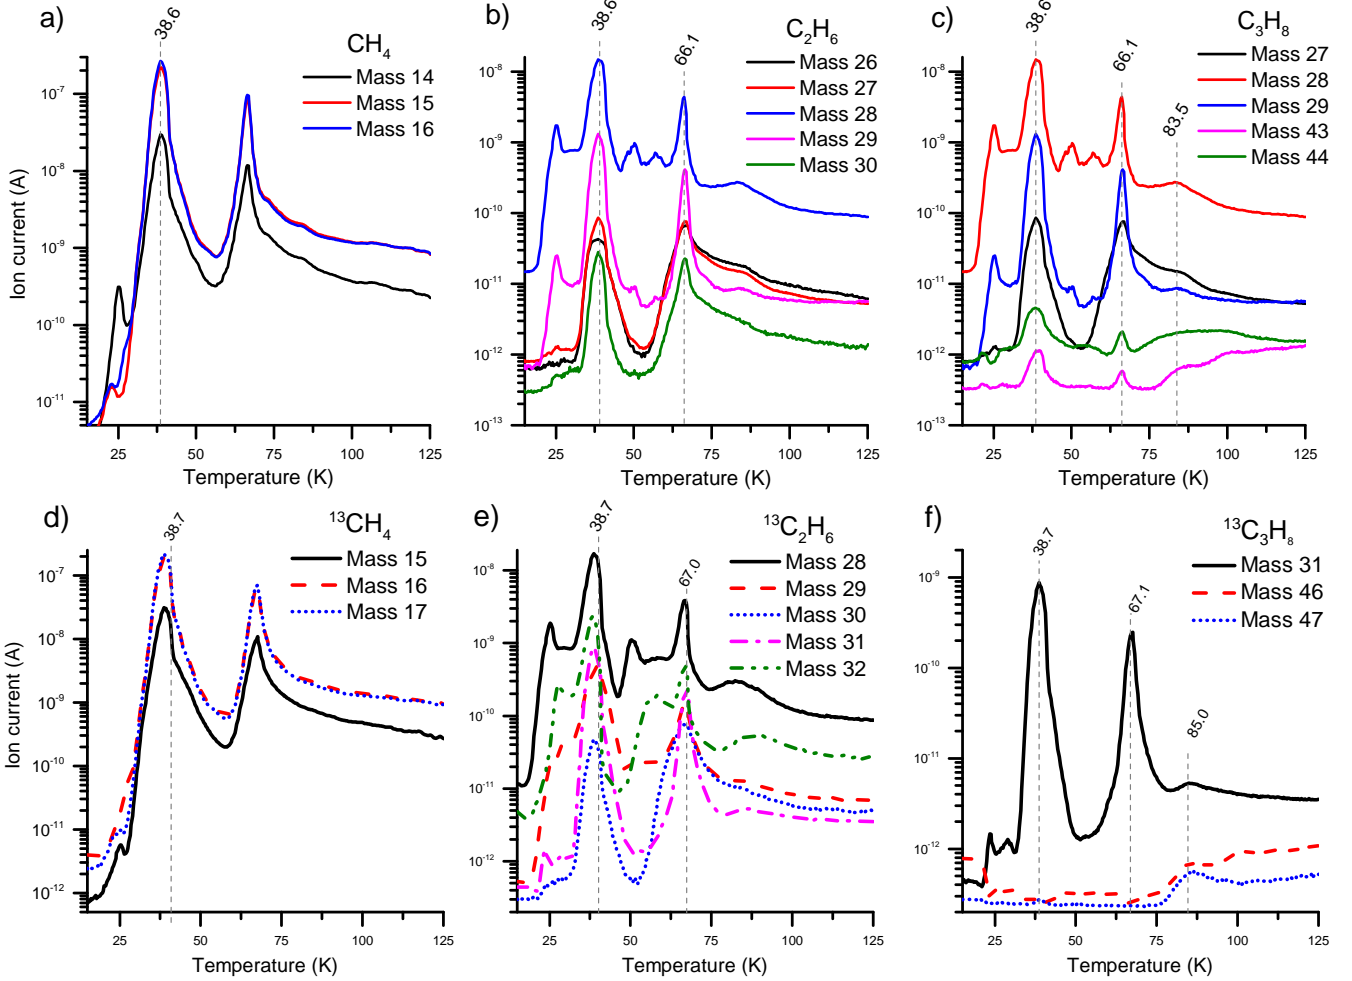 a)
38.6
CH4
Mass 14
Mass 15
Mass 16
Ion current (A)
10-7
10-8
10-9
10-10
10-11
25 50 75 100 125
Temperature (K)
b)
38.6
66.1
C2H6
Mass 26
Mass 27
Mass 28
Mass 29
Mass 30
10-8
10-9
10-10
10-11
10-12
10-13
25 50 75 100 125
Temperature (K)
c)
38.6
66.1
83.5
C3H8
Mass 27
Mass 28
Mass 29
Mass 43
Mass 44
10-8
10-9
10-10
10-11
10-12
10-13
25 50 75 100 125
Temperature (K)
d)
38.7
13CH4
Mass 15
Mass 16
Mass 17
Ion current (A)
10-7
10-8
10-9
10-10
10-11
10-12
25 50 75 100 125
Temperature (K)
e)
38.7
67.0
13C2H6
Mass 28
Mass 29
Mass 30
Mass 31
Mass 32
10-8
10-9
10-10
10-11
10-12
25 50 75 100 125
Temperature (K)
f)
38.7
67.1
85.0
13C3H8
Mass 31
Mass 46
Mass 47
10-9
10-10
10-11
10-12
25 50 75 100 125
Temperature (K)